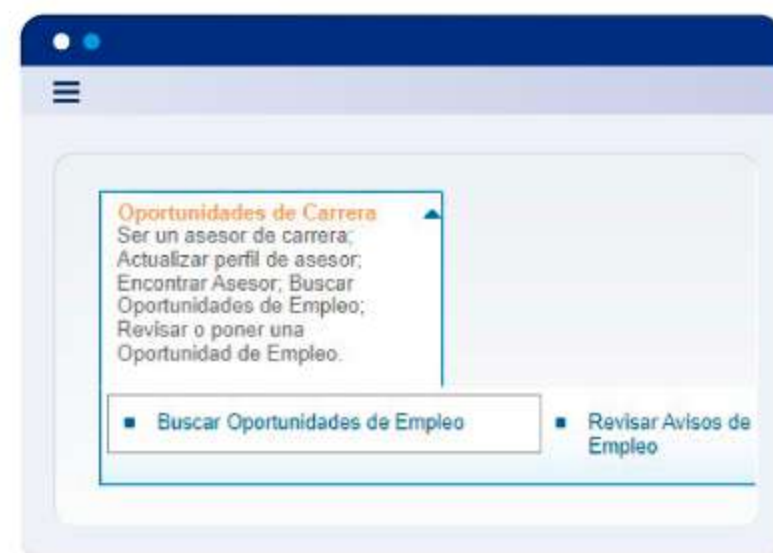 Oportunidades de Carrera
Ser un asesor de carrera;
Actualizar perfil de asesor;
Encontrar Asesor; Buscar
Oportunidades de Empleo;
Revisar o poner una
Oportunidad de Empleo.
Buscar Oportunidades de Empleo
Revisar Avisos de
Empleo